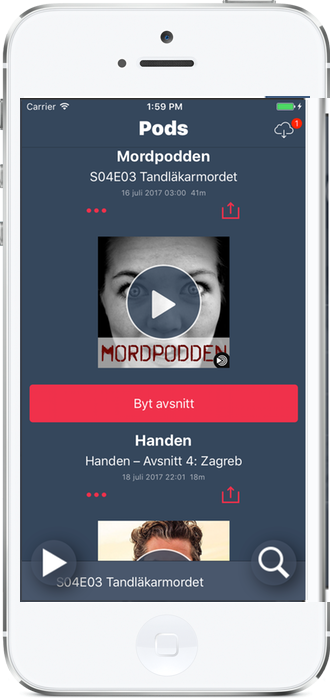 Carrier 1:59 PM
Pods
1
Mordpodden
S04E03 Tandläkarmordet
16 juli 2017 03:00 41m
MORDPODDEN
Byt avsnitt
Handen
Handen – Avsnitt 4: Zagreb
18 juli 2017 22:01 18m
S04E03 Tandläkarmordet